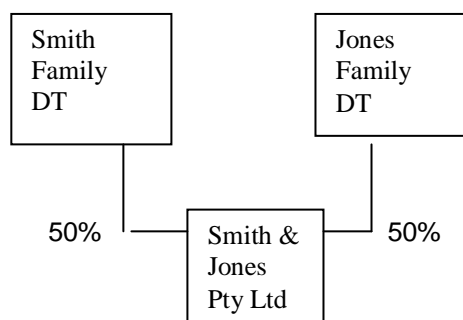 Smith
Family
DT
Jones
Family
DT
50%
Smith &
Jones
Pty Ltd
50%